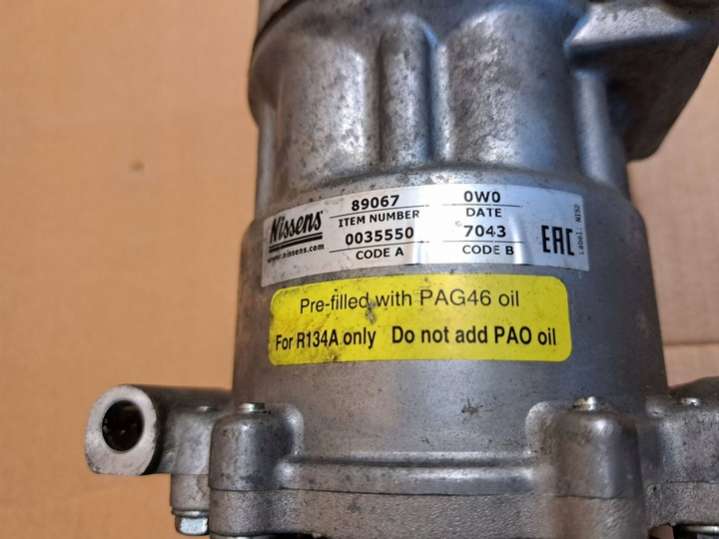 89067 0W0
Nissens ITEM NUMBER DATE
0035550 7043 EAC
www.nissens.com CODE A CODE B
Pre-filled with PAG46 oil
For R134A only Do not add PAO oil